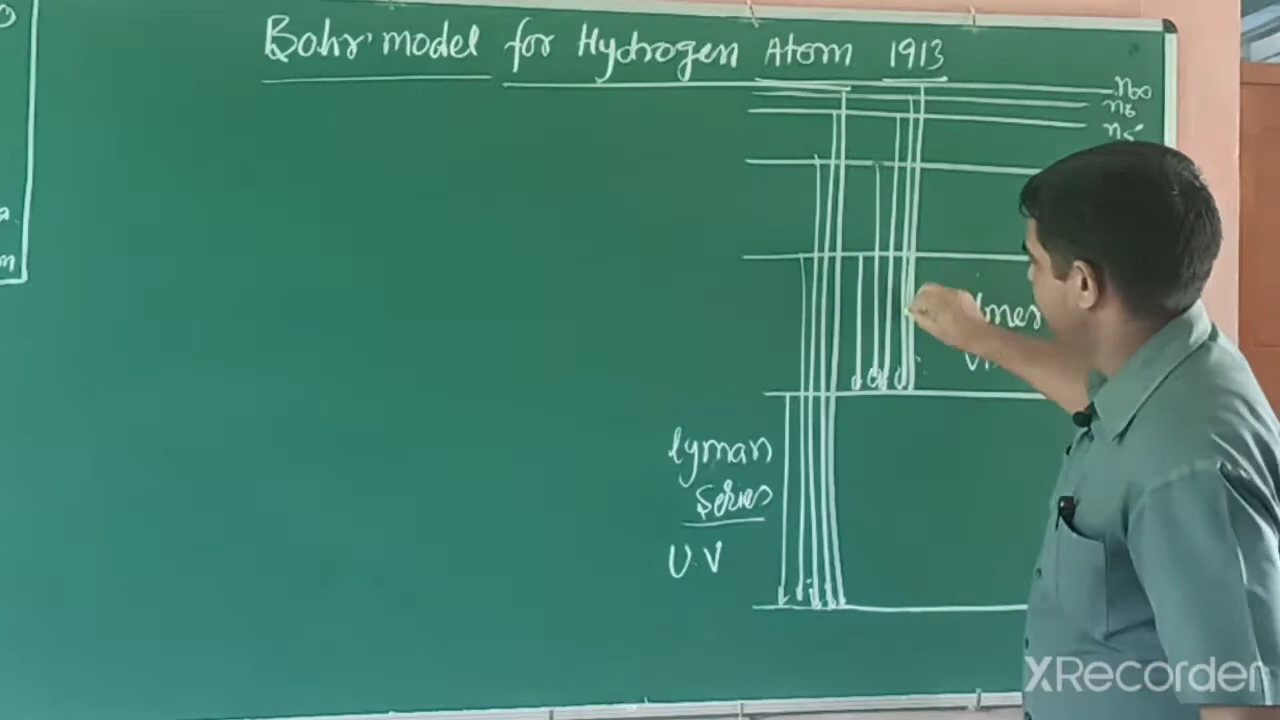 Bohr' model for Hydrogen Atom 1913
n∞
n6
n5
lyman
Series
U.V
XRecorder